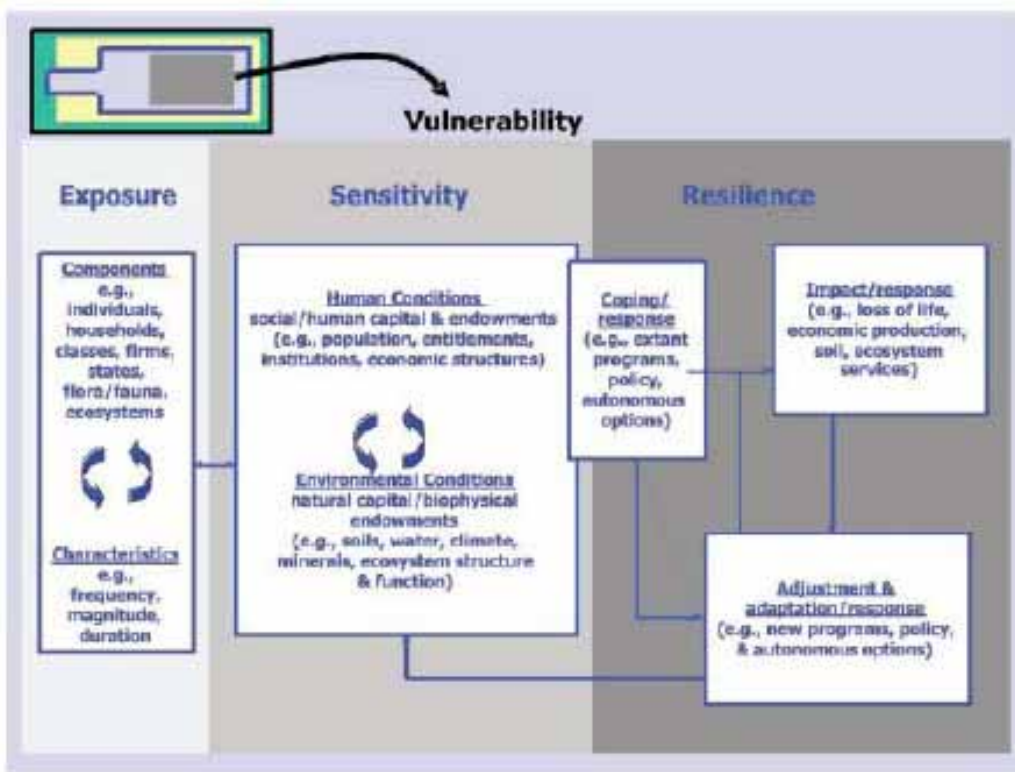 Vulnerability
Exposure
Sensitivity
Resilience
Components
e.g.,
individuals,
households,
classes, firms,
states,
flora/fauna,
ecosystems
Characteristics
e.g.,
frequency,
magnitude,
duration
Human Conditions
social/human capital & endowments
(e.g., population, entitlements,
institutions, economic structures)
Environmental Conditions
natural capital/biophysical
endowments
(e.g., soils, water, climate,
minerals, ecosystem structure
& function)
Coping/
response
(e.g., extant
programs,
policy,
autonomous
options)
Impact/response
(e.g., loss of life,
economic production,
soil, ecosystem
services)
Adjustment &
adaptation/response
(e.g., new programs, policy,
& autonomous options)